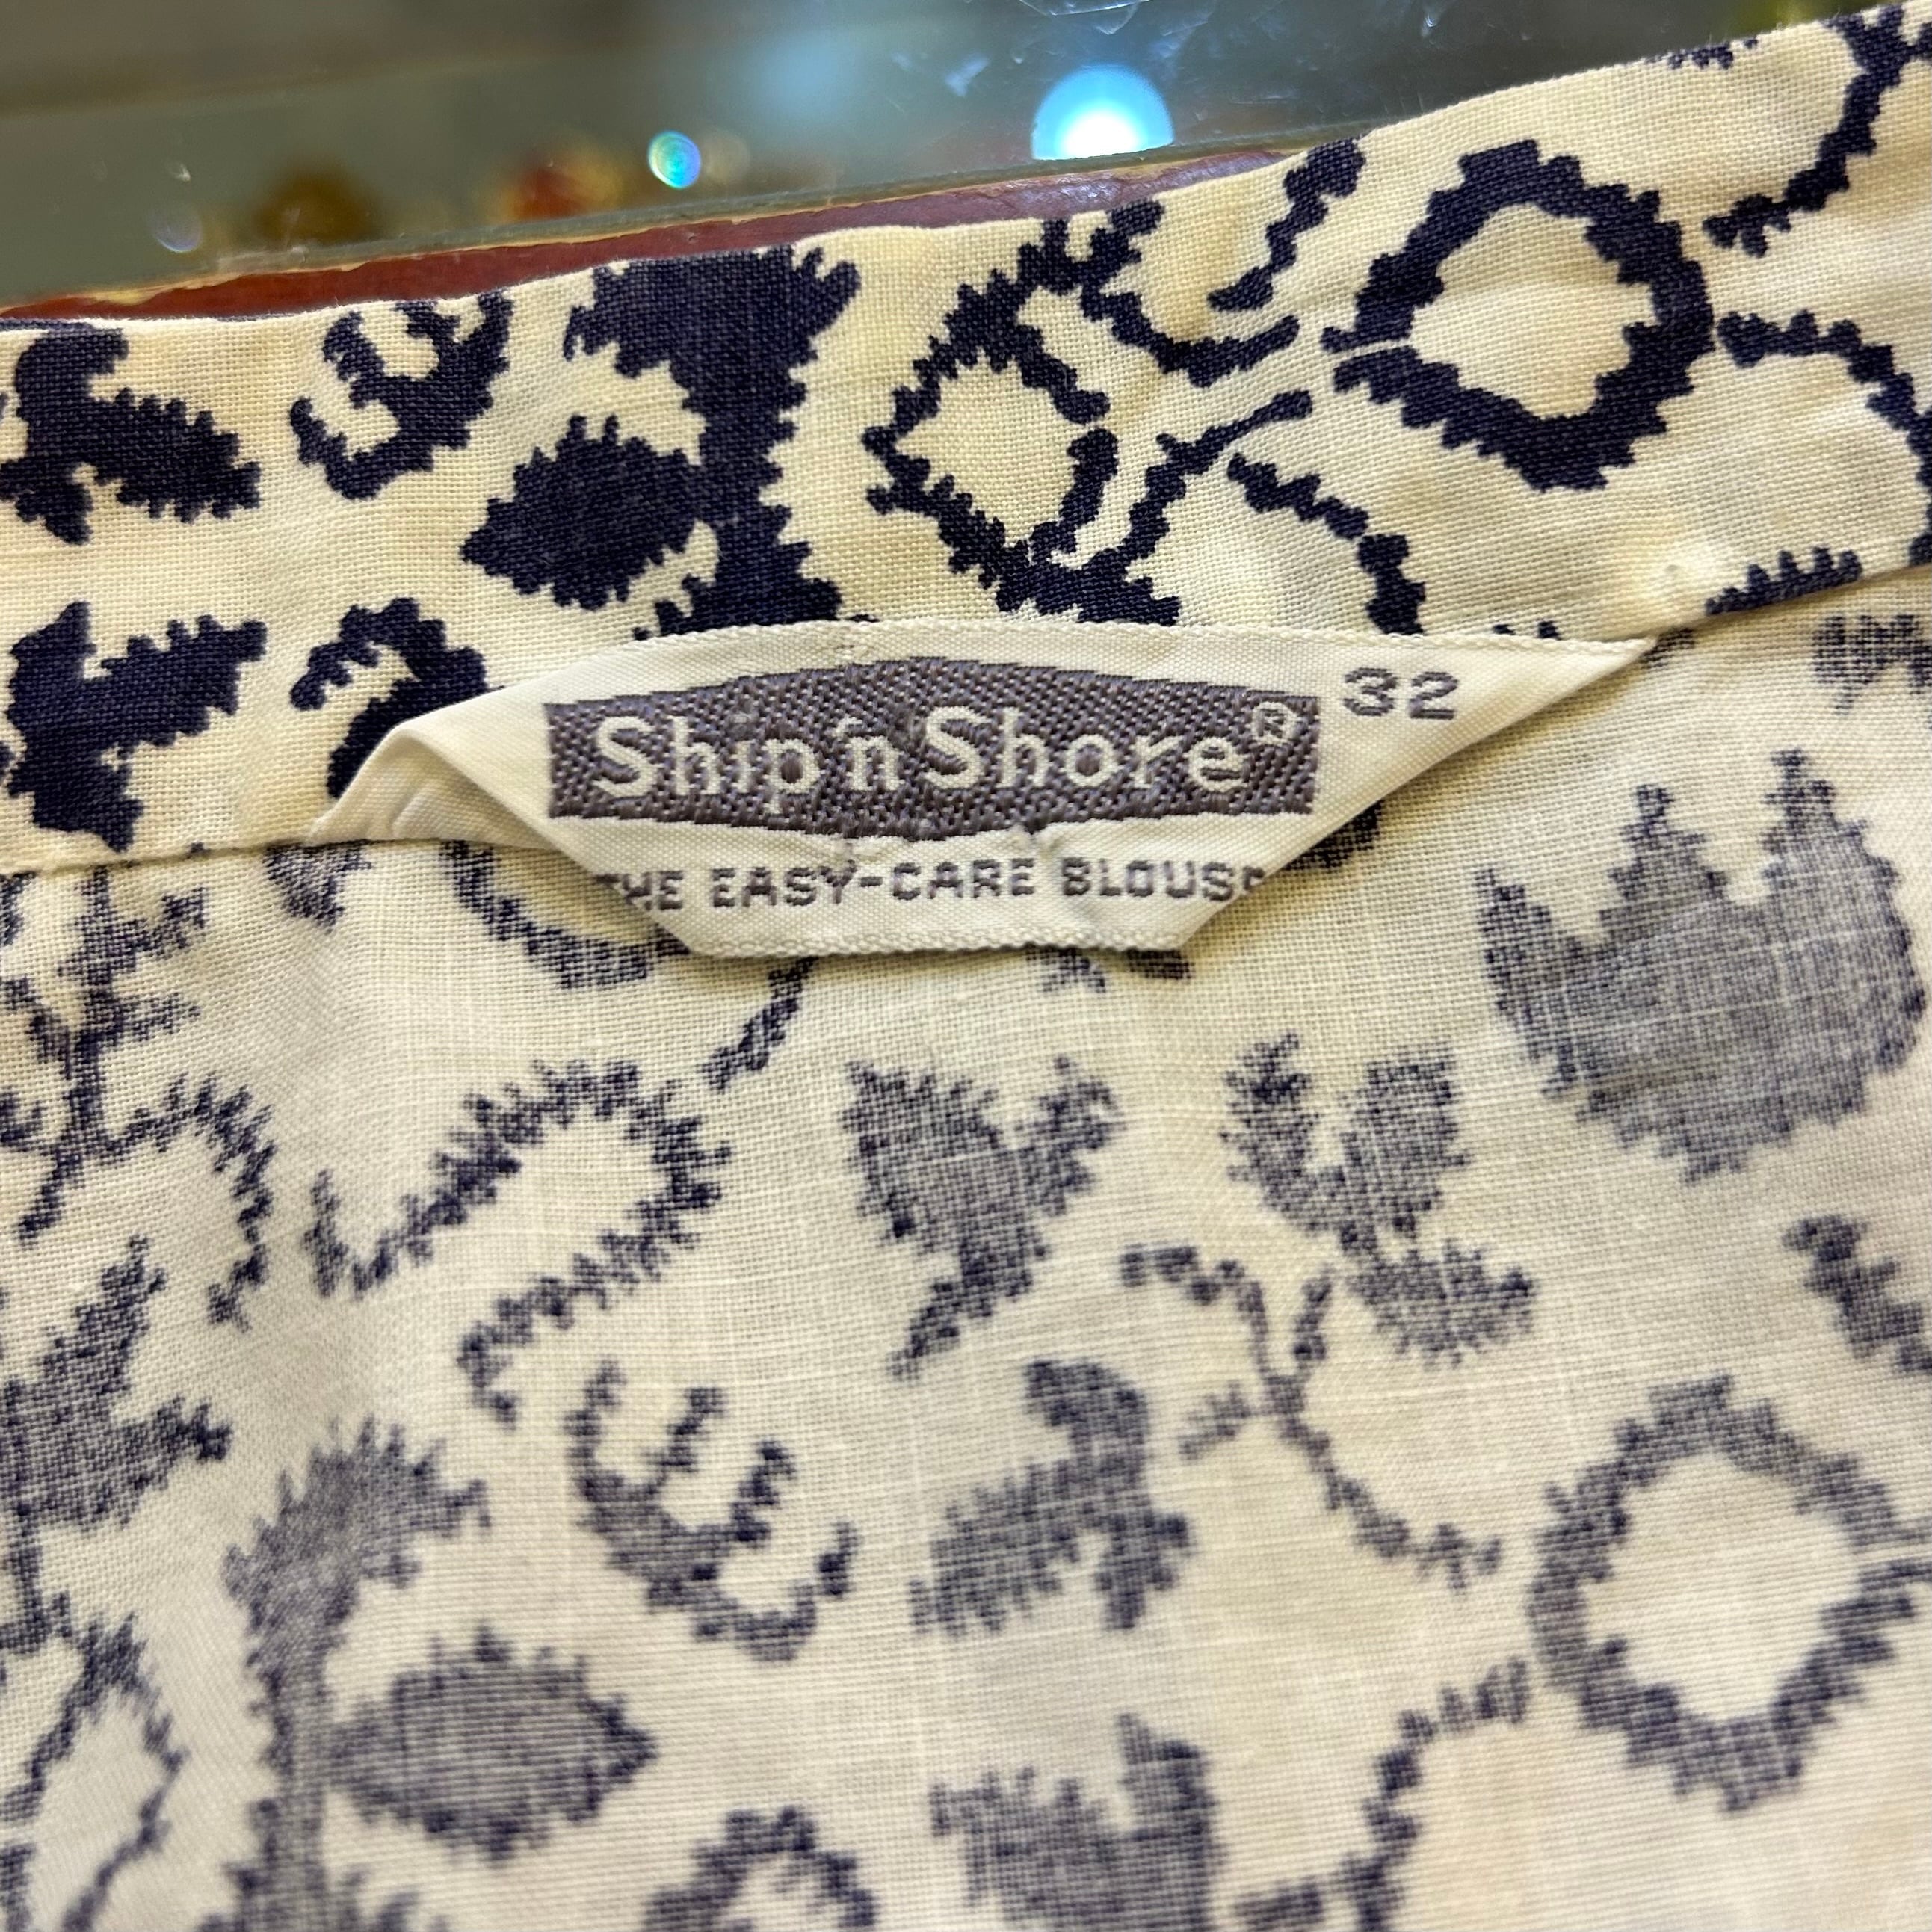 Ship'n Shore® 32
THE EASY-CARE BLOUSE